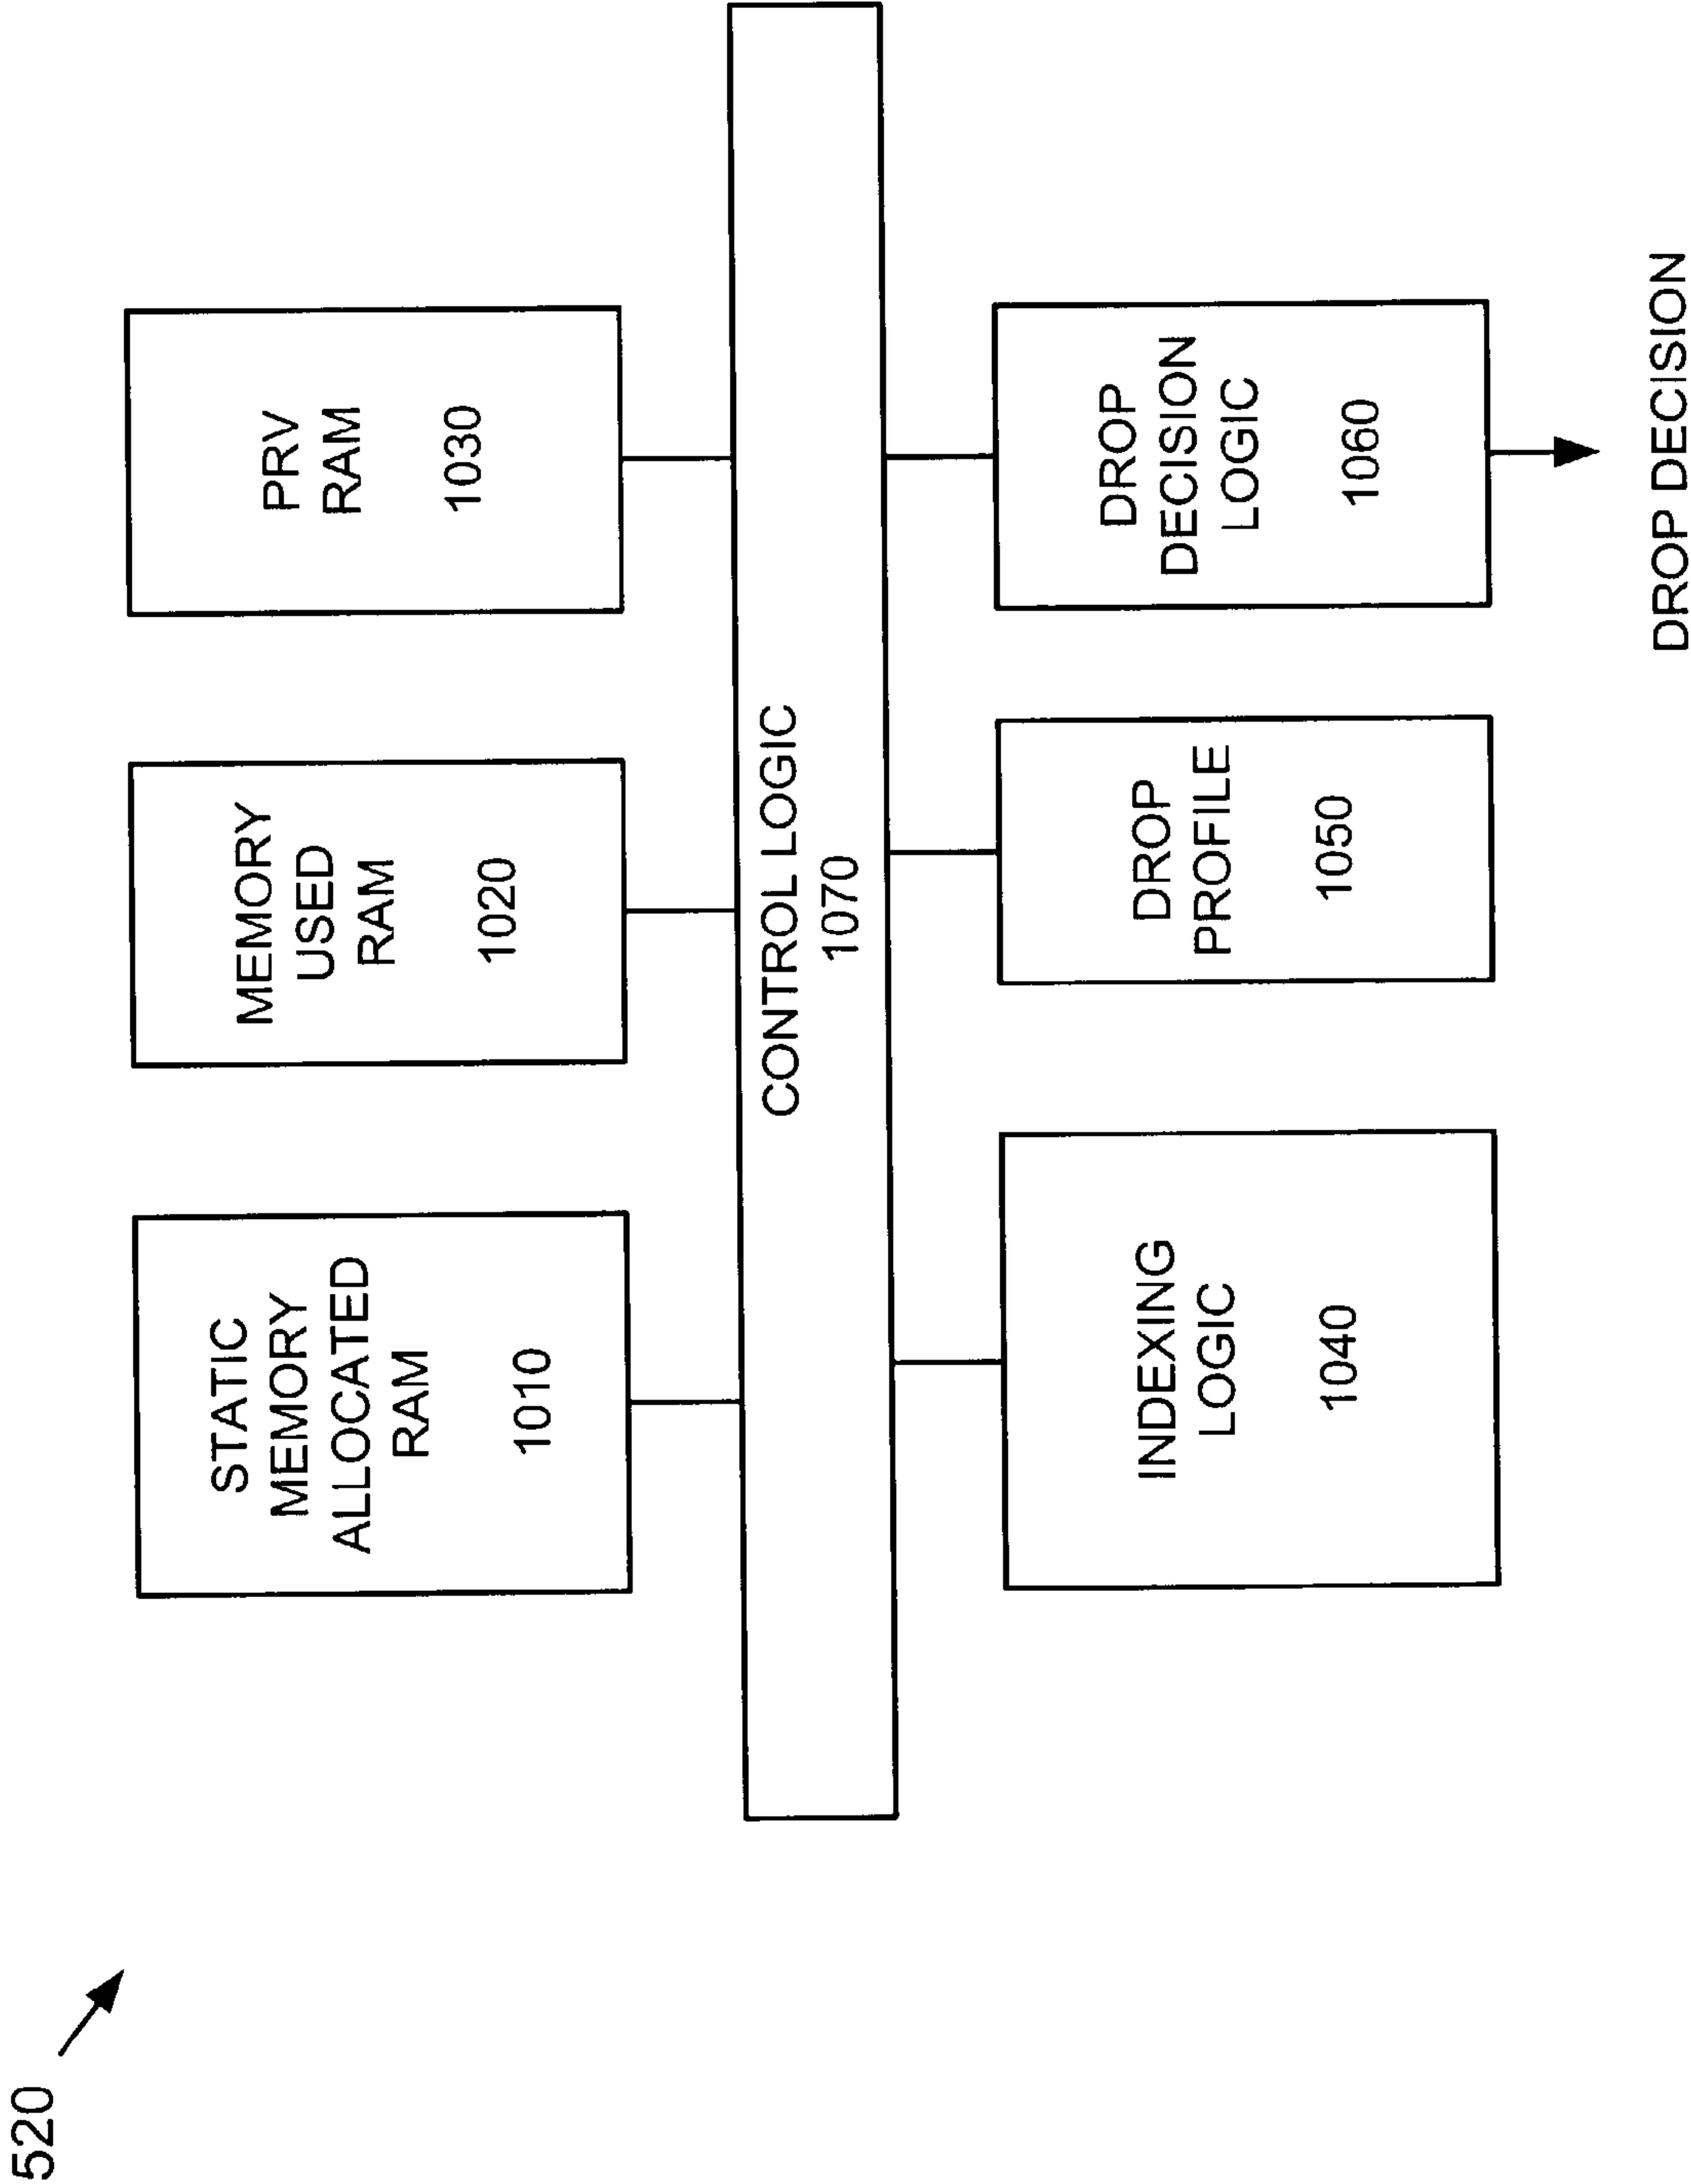 520
STATIC
MEMORY
ALLOCATED
RAM
1010
MEMORY
USED
RAM
1020
PRV
RAM
1030
CONTROL LOGIC
1070
INDEXING
LOGIC
1040
DROP
PROFILE
1050
DROP
DECISION
LOGIC
1060
DROP DECISION